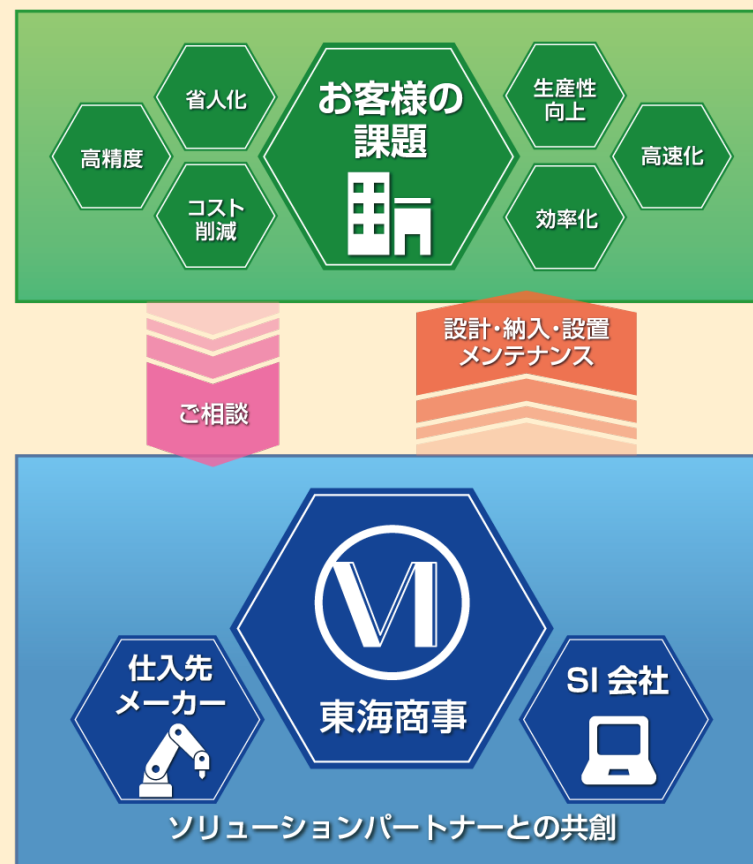 お客様の
課題
省人化
高精度
コスト
削減
生産性
向上
高速化
効率化
ご相談
設計・納入・設置
メンテナンス
東海商事
仕入先
メーカー
SI 会社
ソリューションパートナーとの共創